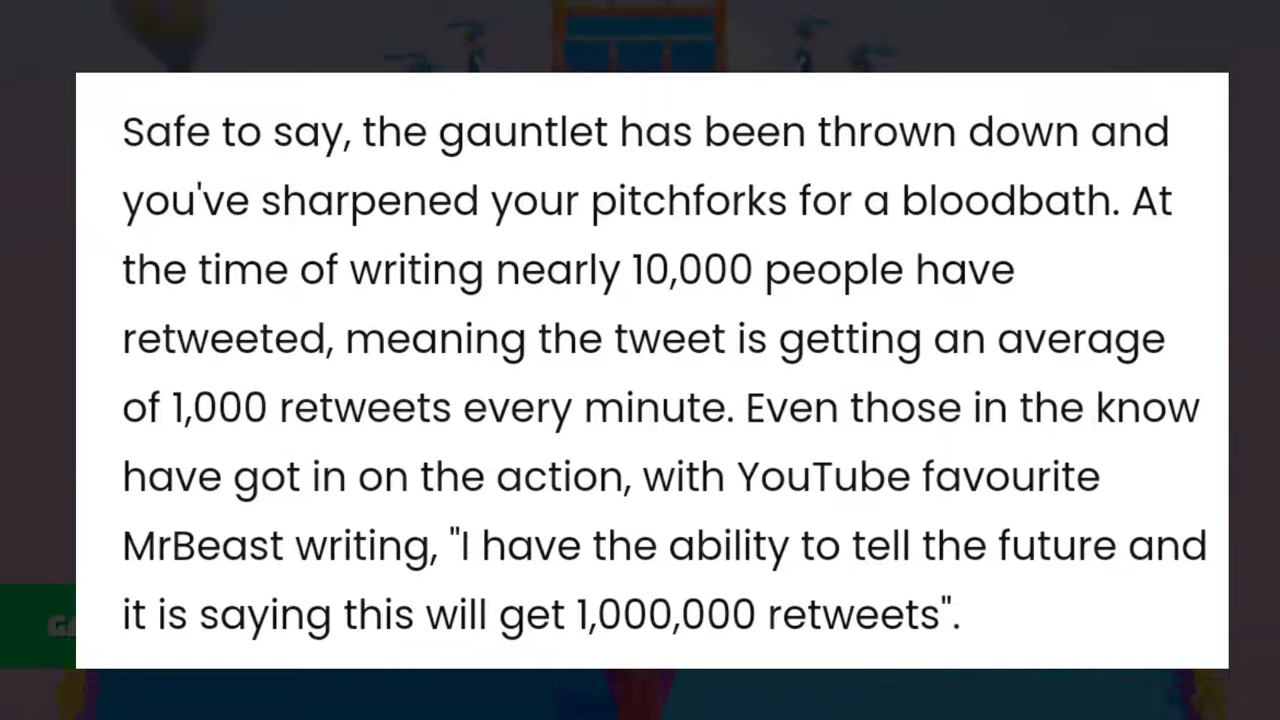 Safe to say, the gauntlet has been thrown down and
you've sharpened your pitchforks for a bloodbath. At
the time of writing nearly 10,000 people have
retweeted, meaning the tweet is getting an average
of 1,000 retweets every minute. Even those in the know
have got in on the action, with YouTube favourite
MrBeast writing, "I have the ability to tell the future and
it is saying this will get 1,000,000 retweets".